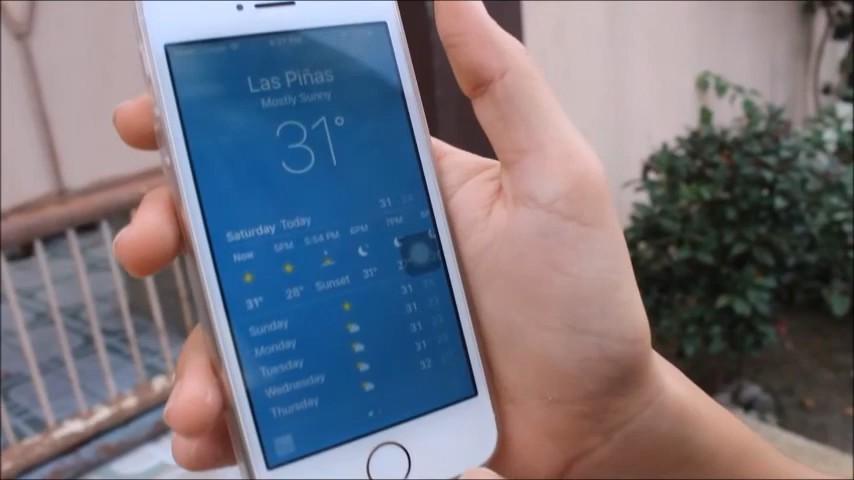 Las Piñas
Mostly Sunny
31°
Saturday Today 31
Now 5PM 5:54 PM 6PM 7PM
31° 28° Sunset 31°
Sunday 31
Monday 31
Tuesday 31
Wednesday 31
Thursday 32